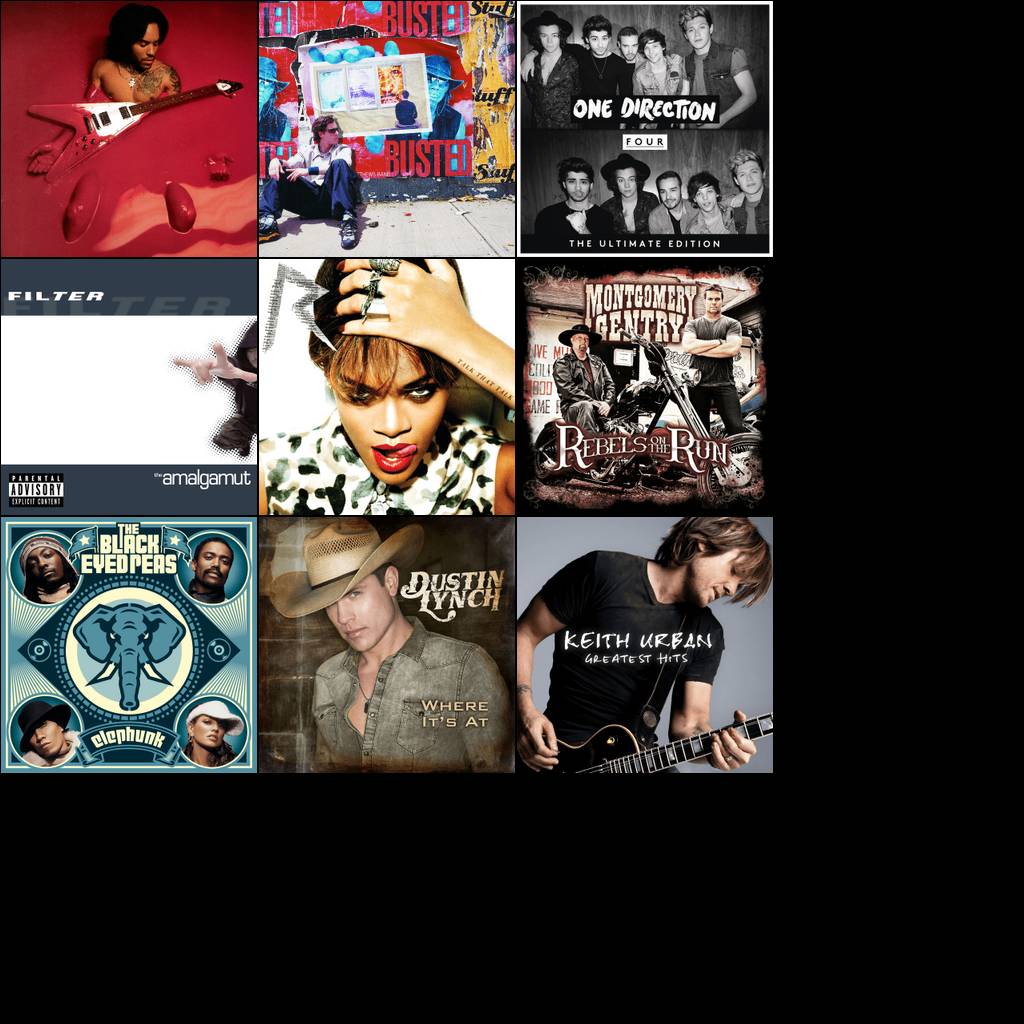 BUSTED
Stuff
Stuff
BUSTED
Stuff
ONE DIRECTION
FOUR
THE ULTIMATE EDITION
FILTER
FILTER
PARENTAL
ADVISORY
EXPLICIT CONTENT
the amalgamut
R
TALK THAT TALK
MONTGOMERY
GENTRY
REBELS ON THE RUN
THE
BLACK
EYED PEAS
elephunk
DUSTIN
LYNCH
WHERE
IT'S AT
KEITH URBAN
GREATEST HITS